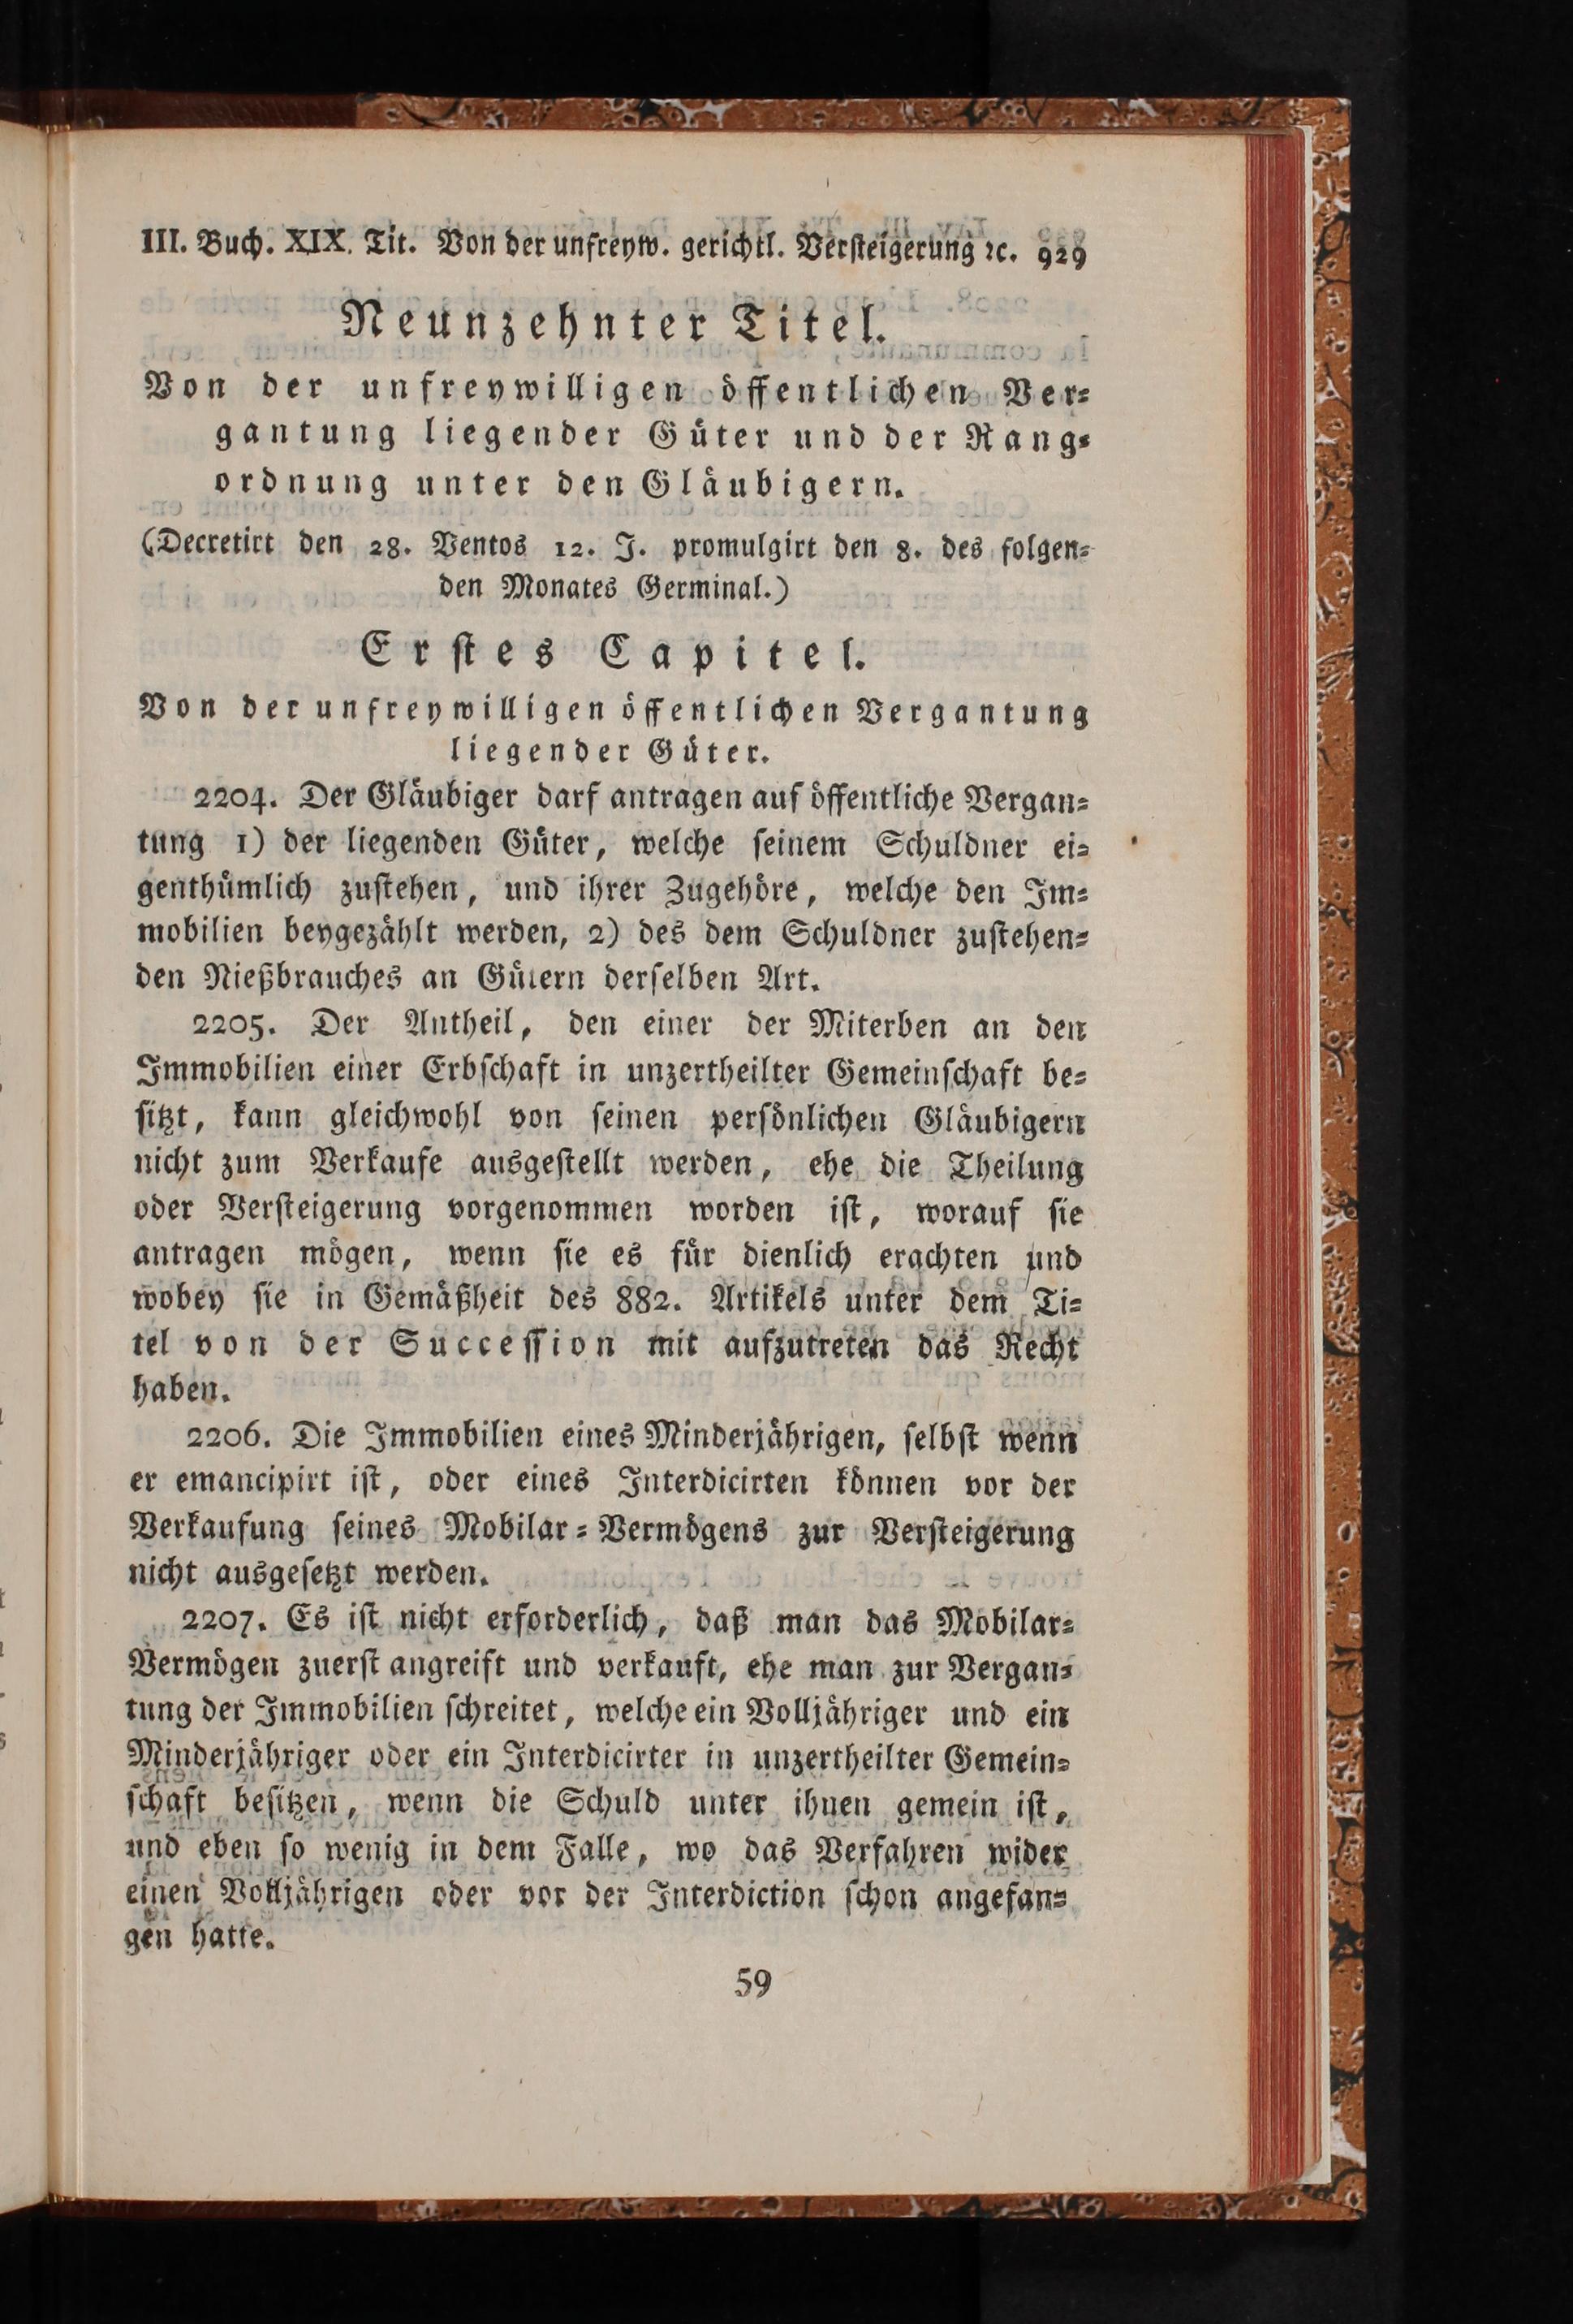 III. Buch. XIX. Tit. Von der unfreyw. gerichtl. Versteigerung ꝛc. 929
Neunzehnter Titel.
Von der unfreywilligen öffentlichen Ver-
gantung liegender Güter und der Rang-
ordnung unter den Gläubigern.
(Decretirt den 28. Ventos 12. J. promulgirt den 8. des folgen-
den Monates Germinal.)
Erstes Capitel.
Von der unfreywilligen öffentlichen Vergantung
liegender Güter.
2204. Der Gläubiger darf antragen auf öffentliche Vergan-
tung 1) der liegenden Güter, welche seinem Schuldner ei-
genthümlich zustehen, und ihrer Zugehöre, welche den Im-
mobilien beygezählt werden, 2) des dem Schuldner zustehen-
den Nießbrauches an Gütern derselben Art.
2205. Der Antheil, den einer der Miterben an den
Immobilien einer Erbschaft in unzertheilter Gemeinschaft be-
sitzt, kann gleichwohl von seinen persönlichen Gläubigern
nicht zum Verkaufe ausgestellt werden, ehe die Theilung
oder Versteigerung vorgenommen worden ist, worauf sie
antragen mögen, wenn sie es für dienlich erachten und
wobey sie in Gemäßheit des 882. Artikels unter dem Ti-
tel von der Succession mit aufzutreten das Recht
haben.
2206. Die Immobilien eines Minderjährigen, selbst wenn
er emancipirt ist, oder eines Interdicirten können vor der
Verkaufung seines Mobilar-Vermögens zur Versteigerung
nicht ausgesetzt werden.
2207. Es ist nicht erforderlich, daß man das Mobilar-
Vermögen zuerst angreift und verkauft, ehe man zur Vergan-
tung der Immobilien schreitet, welche ein Volljähriger und ein
Minderjähriger oder ein Interdicirter in unzertheilter Gemein-
schaft besitzen, wenn die Schuld unter ihnen gemein ist,
und eben so wenig in dem Falle, wo das Verfahren wider
einen Volljährigen oder vor der Interdiction schon angefan-
gen hatte.
59